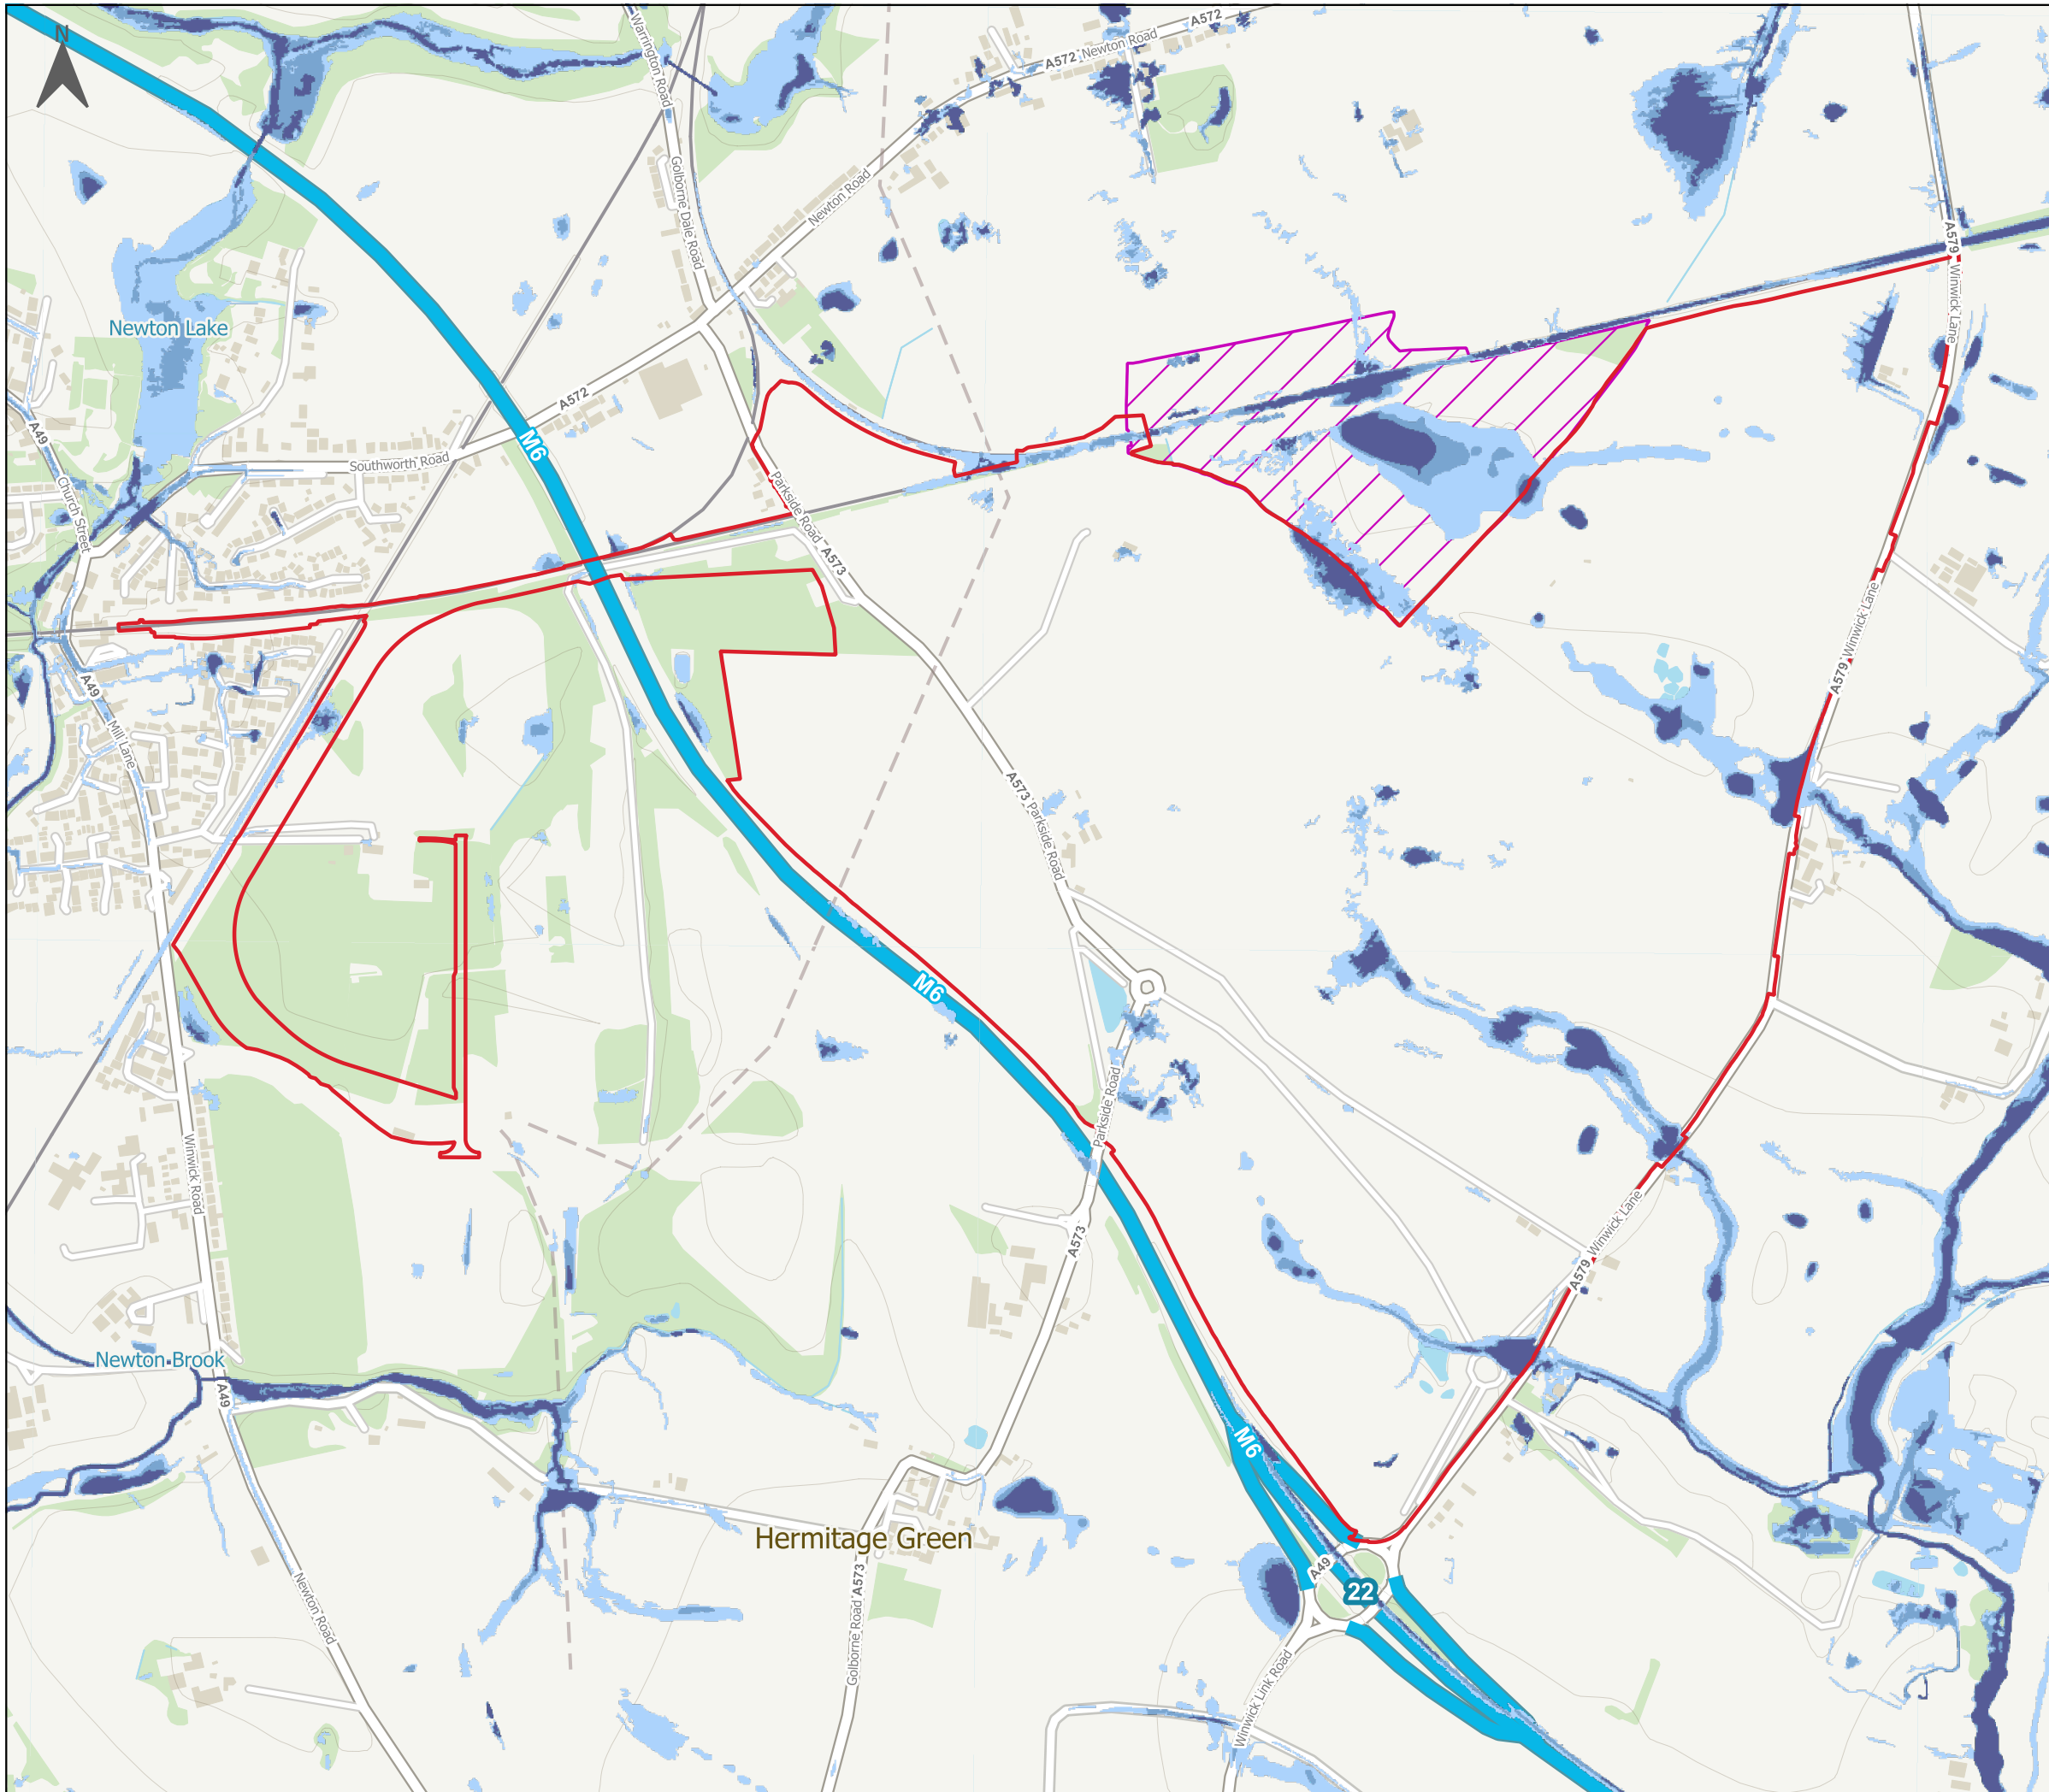 N
Warrington Road
A572
A572 Newton Road
Golborne Dale Road
Newton Road
A579
Winwick Lane
Newton Lake
A572
A49
M6
Southworth Road
Church Street
Parkside Road
A573
A579 Winwick Lane
A49
Mill Lane
A573 Parkside Road
M6
Parkside Road
Winwick Road
A573
A579 Winwick Lane
Newton Brook
A49
M6
Hermitage Green
A49
22
Newton Road
Golborne Road A573
Winwick Link Road